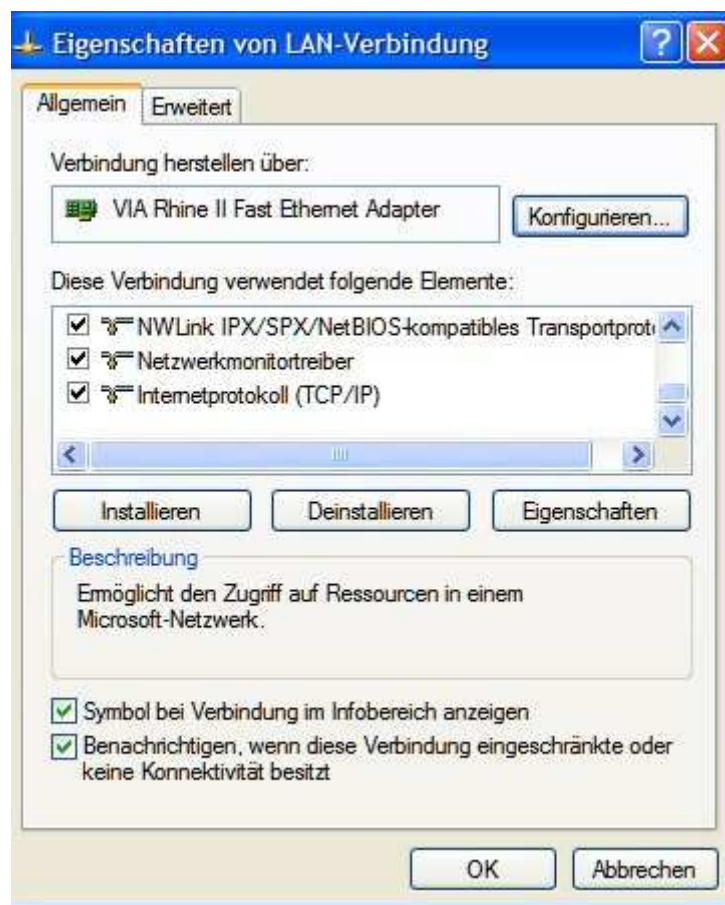 Eigenschaften von LAN-Verbindung
Allgemein
Erweitert
Verbindung herstellen über:
VIA Rhine II Fast Ethernet Adapter
Konfigurieren...
Diese Verbindung verwendet folgende Elemente:
NWLink IPX/SPX/NetBIOS-kompatibles Transportproto
Netzwerkmonitortreiber
Internetprotokoll (TCP/IP)
Installieren
Deinstallieren
Eigenschaften
Beschreibung
Ermöglicht den Zugriff auf Ressourcen in einem
Microsoft-Netzwerk.
Symbol bei Verbindung im Infobereich anzeigen
Benachrichtigen, wenn diese Verbindung eingeschränkte oder
keine Konnektivität besitzt
OK
Abbrechen